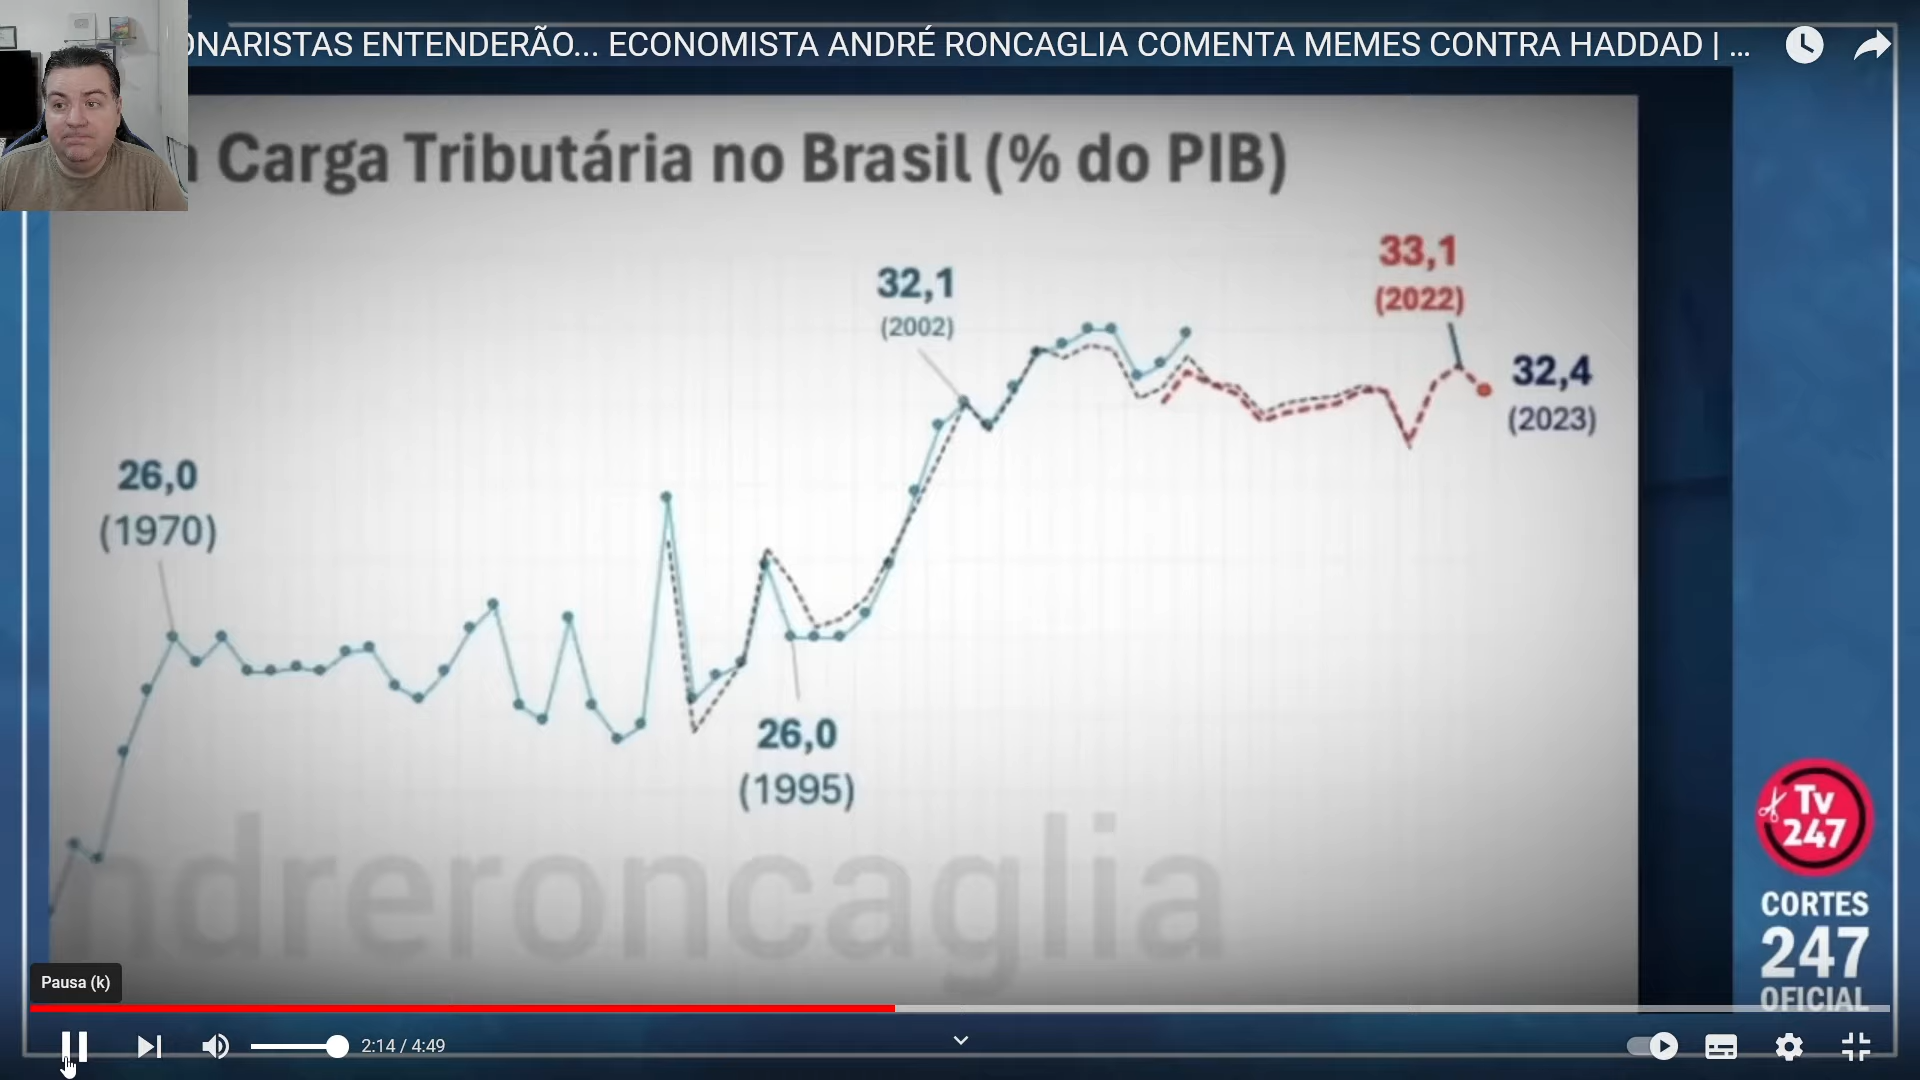 ONARISTAS ENTENDERÃO... ECONOMISTA ANDRÉ RONCAGLIA COMENTA MEMES CONTRA HADDAD | ...
a Carga Tributária no Brasil (% do PIB)
33,1
(2022)
32,1
(2002)
32,4
(2023)
26,0
(1970)
26,0
(1995)
ndreroncaglia
Tv
247
CORTES
247
OFICIAL
Pausa (k)
2:14 / 4:49